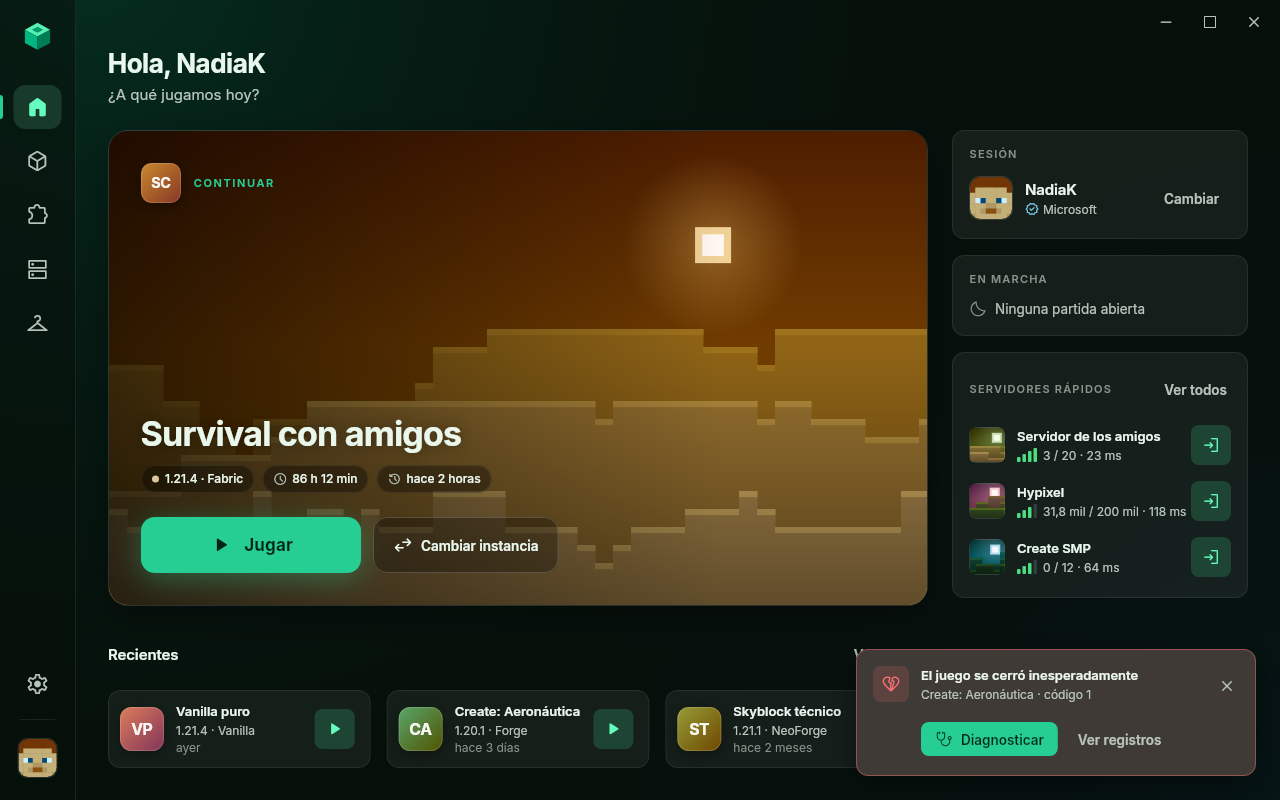 Hola, NadiaK
¿A qué jugamos hoy?
SC
CONTINUAR
Survival con amigos
1.21.4 · Fabric
86 h 12 min
hace 2 horas
Jugar
Cambiar instancia
SESIÓN
NadiaK
Microsoft
Cambiar
EN MARCHA
Ninguna partida abierta
SERVIDORES RÁPIDOS
Ver todos
Servidor de los amigos
3 / 20 · 23 ms
Hypixel
31,8 mil / 200 mil · 118 ms
Create SMP
0 / 12 · 64 ms
Recientes
VP
Vanilla puro
1.21.4 · Vanilla
ayer
CA
Create: Aeronáutica
1.20.1 · Forge
hace 3 días
ST
Skyblock técnico
1.21.1 · NeoForge
hace 2 meses
El juego se cerró inesperadamente
Create: Aeronáutica · código 1
Diagnosticar
Ver registros